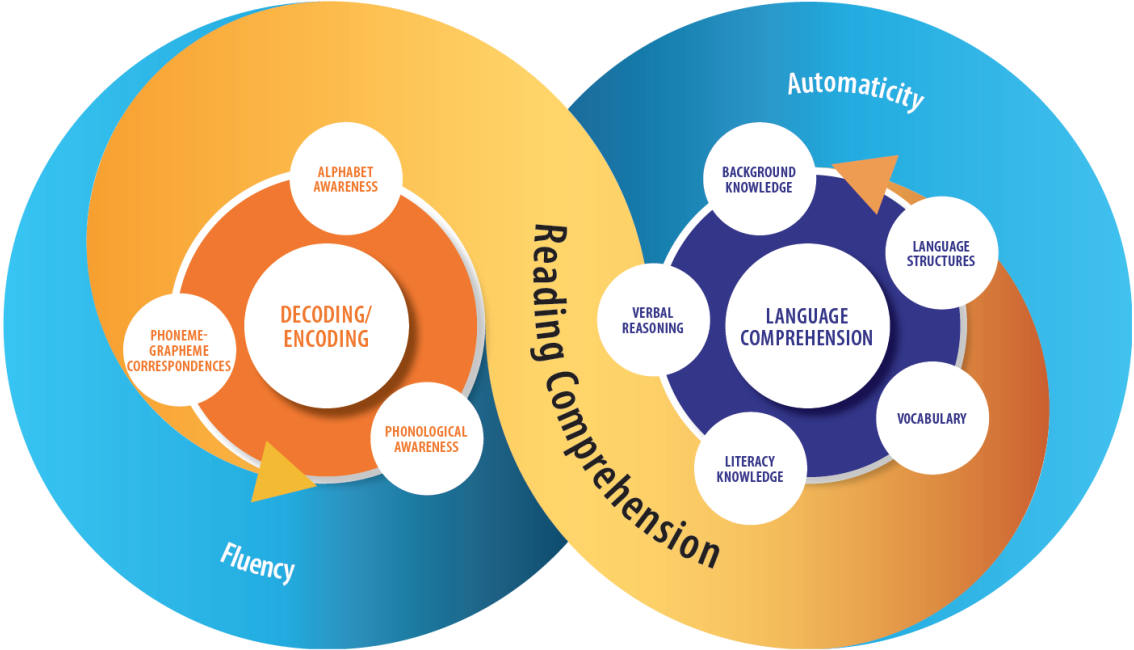 ALPHABET
AWARENESS
DECODING/
ENCODING
PHONEME-
GRAPHEME
CORRESPONDENCES
PHONOLOGICAL
AWARENESS
Fluency
Reading Comprehension
Automaticity
BACKGROUND
KNOWLEDGE
LANGUAGE
STRUCTURES
VERBAL
REASONING
LANGUAGE
COMPREHENSION
VOCABULARY
LITERACY
KNOWLEDGE